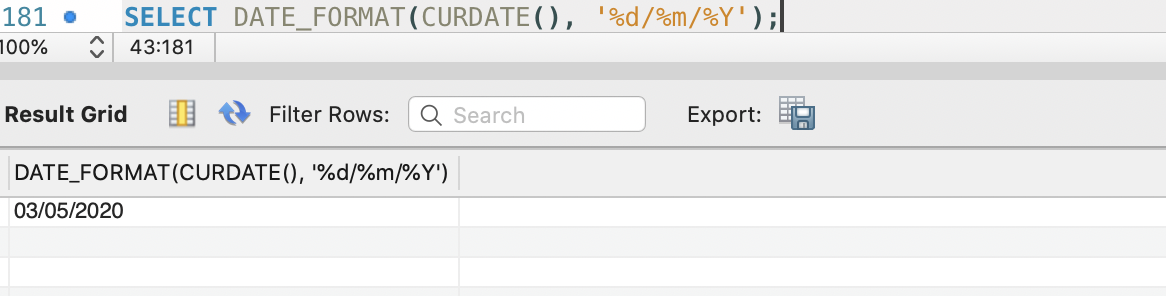 181 SELECT DATE_FORMAT(CURDATE(), '%d/%m/%Y');
100% 43:181
Result Grid Filter Rows: Search Export:
DATE_FORMAT(CURDATE(), '%d/%m/%Y')
03/05/2020